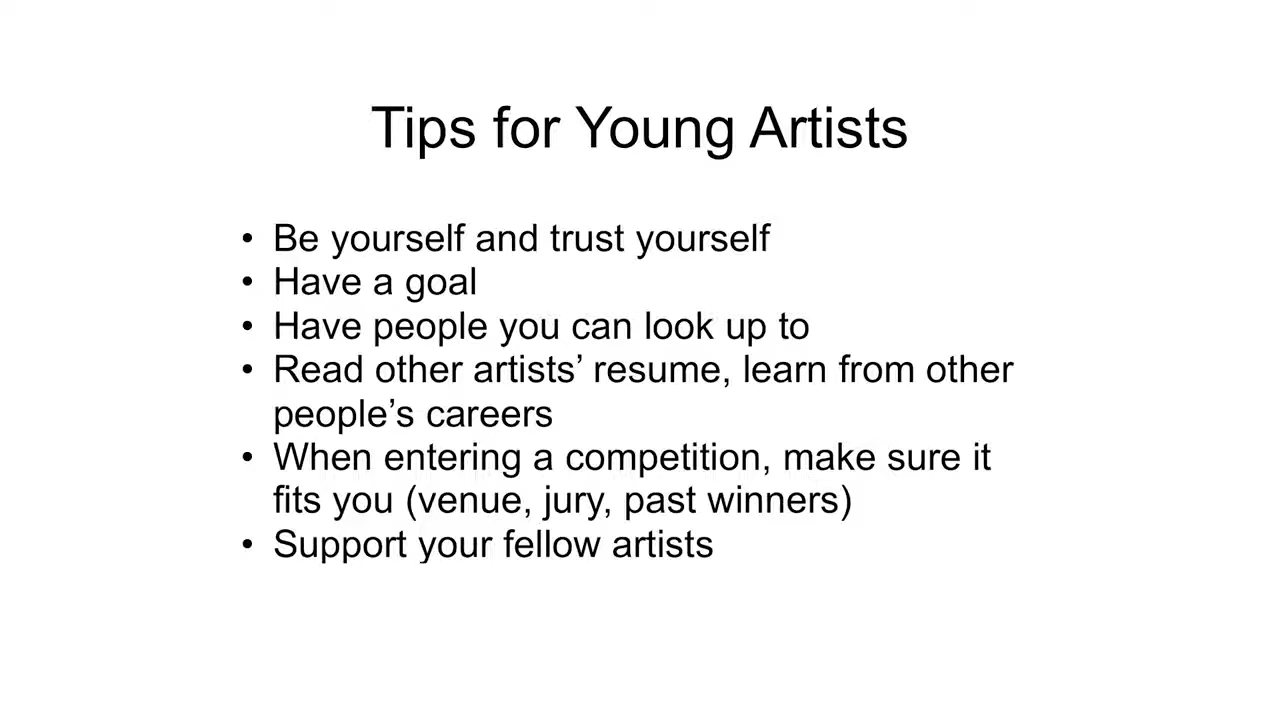 Tips for Young Artists
• Be yourself and trust yourself
• Have a goal
• Have people you can look up to
• Read other artists’ resume, learn from other
people’s careers
• When entering a competition, make sure it
fits you (venue, jury, past winners)
• Support your fellow artists